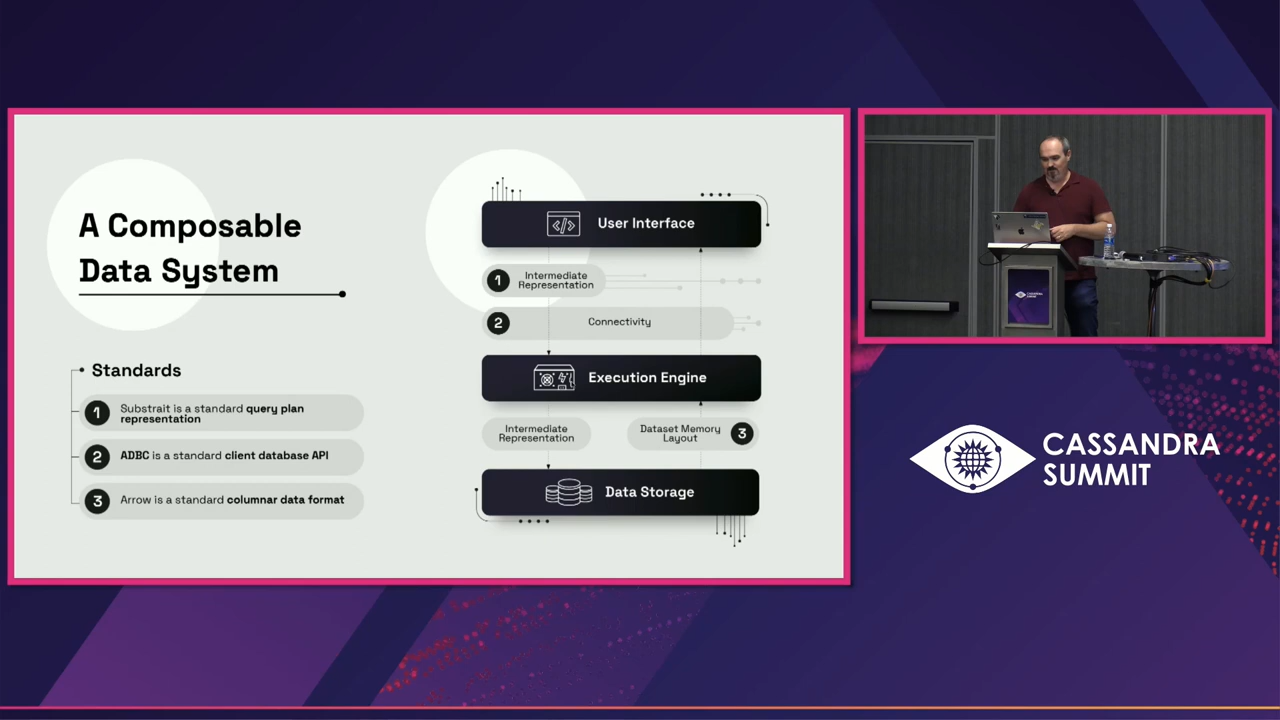 A Composable
Data System
Standards
1 Substrait is a standard query plan
representation
2 ADBC is a standard client database API
3 Arrow is a standard columnar data format
User Interface
1 Intermediate
Representation
2 Connectivity
Execution Engine
Intermediate
Representation
Dataset Memory
Layout 3
Data Storage
CASSANDRA
SUMMIT